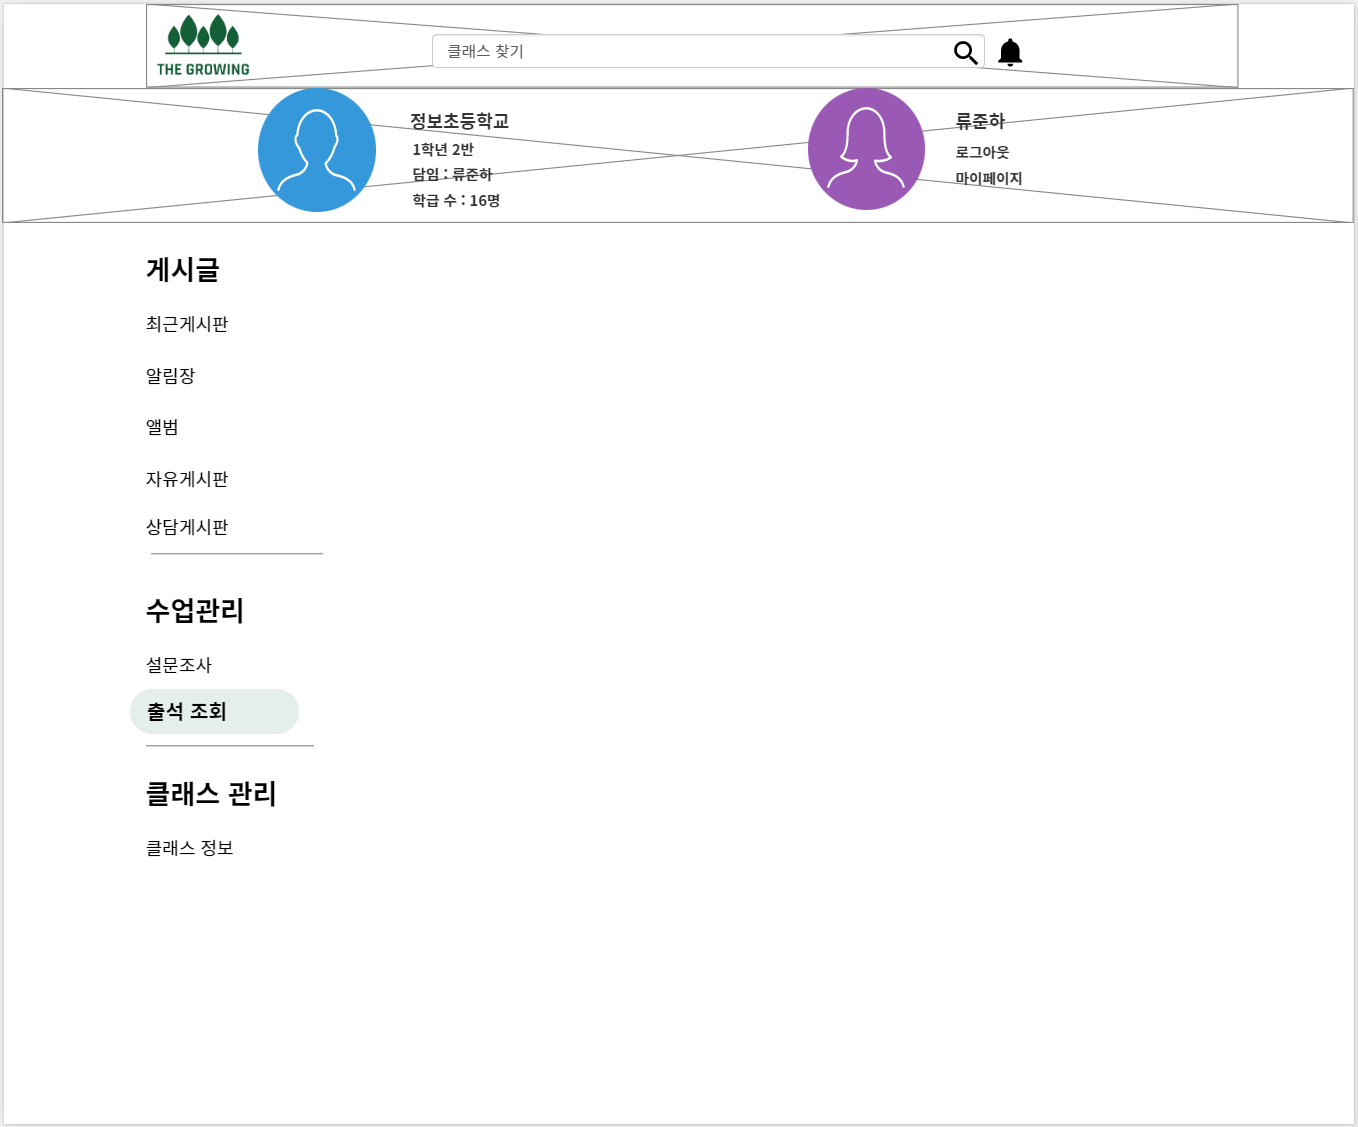 THE GROWING
클래스 찾기
정보초등학교
1학년 2반
담임 : 류준하
학급 수 : 16명
류준하
로그아웃
마이페이지
게시글
최근게시판
알림장
앨범
자유게시판
상담게시판
수업관리
설문조사
출석 조회
클래스 관리
클래스 정보